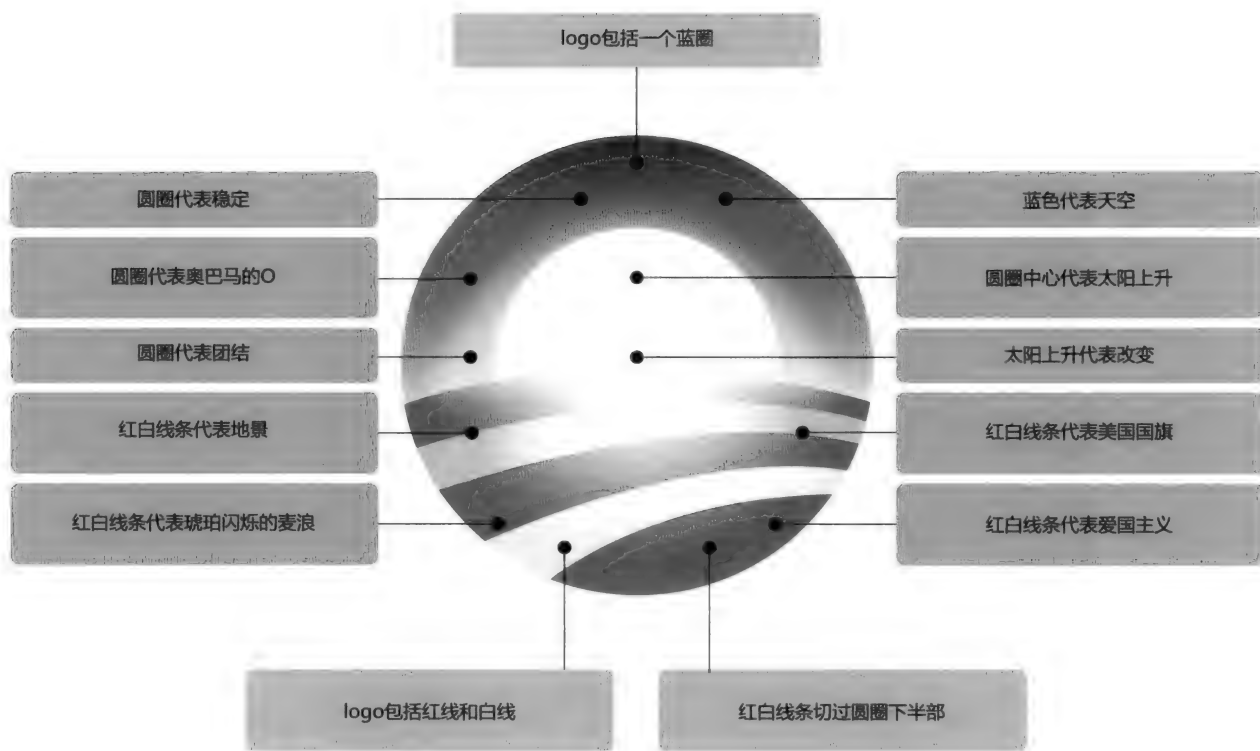 logo包括一个蓝圈
圆圈代表稳定
蓝色代表天空
圆圈代表奥巴马的O
圆圈中心代表太阳上升
圆圈代表团结
太阳上升代表改变
红白线条代表地景
红白线条代表美国国旗
红白线条代表琥珀闪烁的麦浪
红白线条代表爱国主义
logo包括红线和白线
红白线条切过圆圈下半部